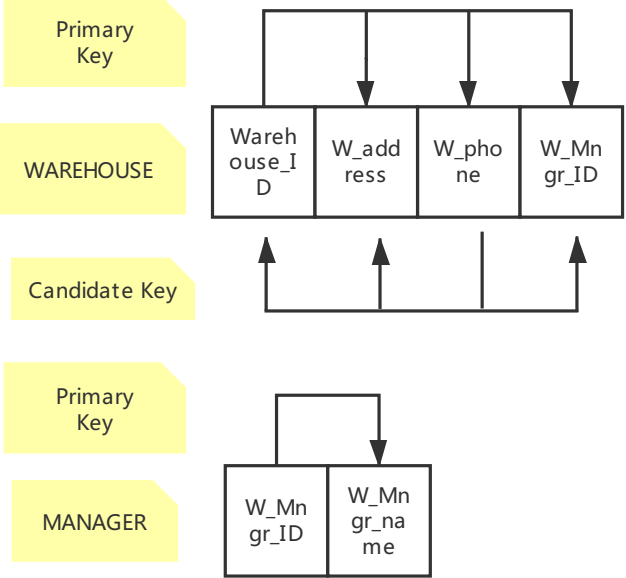 Primary
Key
WAREHOUSE
Wareh
ouse_I
D
W_add
ress
W_pho
ne
W_Mn
gr_ID
Candidate Key
Primary
Key
MANAGER
W_Mn
gr_ID
W_Mn
gr_na
me